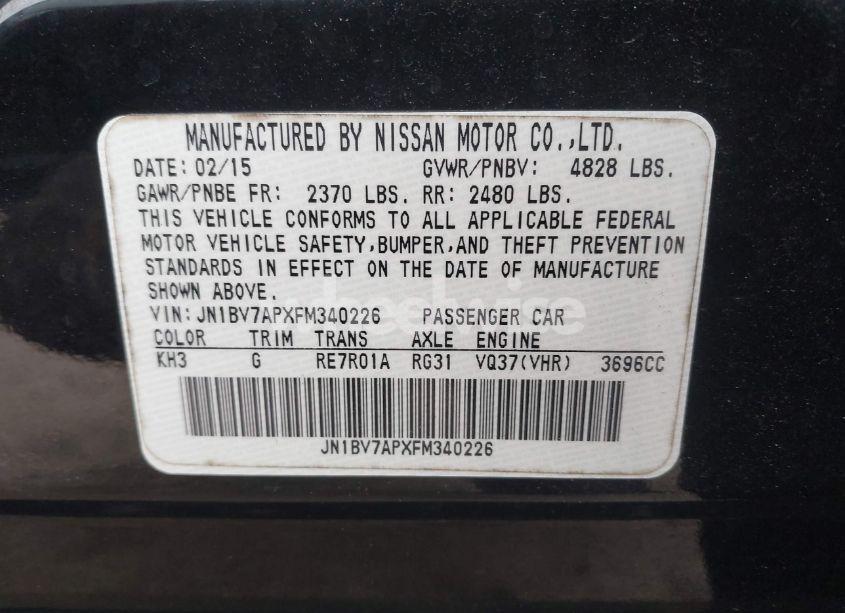 MANUFACTURED BY NISSAN MOTOR CO.,LTD.
DATE: 02/15 GVWR/PNBV: 4828 LBS.
GAWR/PNBE FR: 2370 LBS. RR: 2480 LBS.
THIS VEHICLE CONFORMS TO ALL APPLICABLE FEDERAL
MOTOR VEHICLE SAFETY,BUMPER,AND THEFT PREVENTION
STANDARDS IN EFFECT ON THE DATE OF MANUFACTURE
SHOWN ABOVE.
wheelwise
VIN: JN1BV7APXFM340226 PASSENGER CAR
COLOR TRIM TRANS AXLE ENGINE
KH3 G RE7R01A RG31 VQ37(VHR) 3696CC
JN1BV7APXFM340226